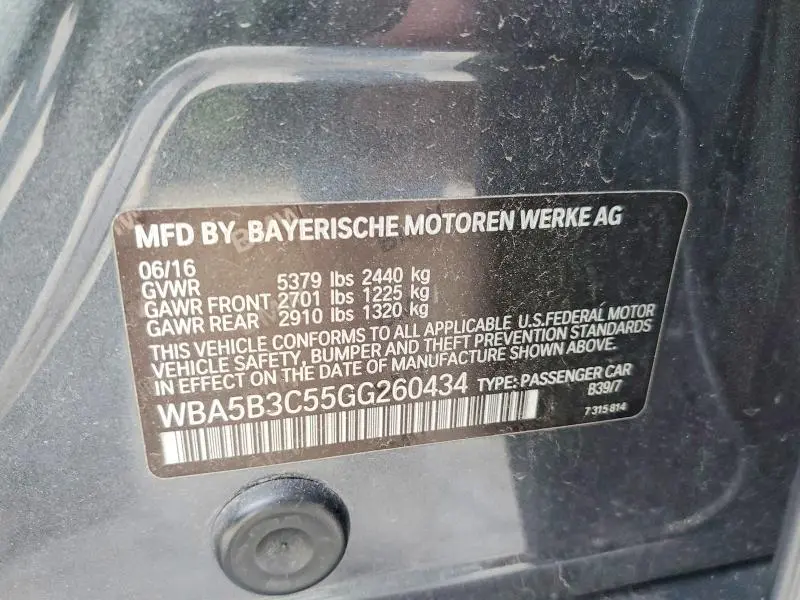 MFD BY BAYERISCHE MOTOREN WERKE AG
06/16
GVWR 5379 lbs 2440 kg
GAWR FRONT 2701 lbs 1225 kg
GAWR REAR 2910 lbs 1320 kg
THIS VEHICLE CONFORMS TO ALL APPLICABLE U.S.FEDERAL MOTOR
VEHICLE SAFETY, BUMPER AND THEFT PREVENTION STANDARDS
IN EFFECT ON THE DATE OF MANUFACTURE SHOWN ABOVE.
WBA5B3C55GG260434 TYPE: PASSENGER CAR
B39/7
7 315 814